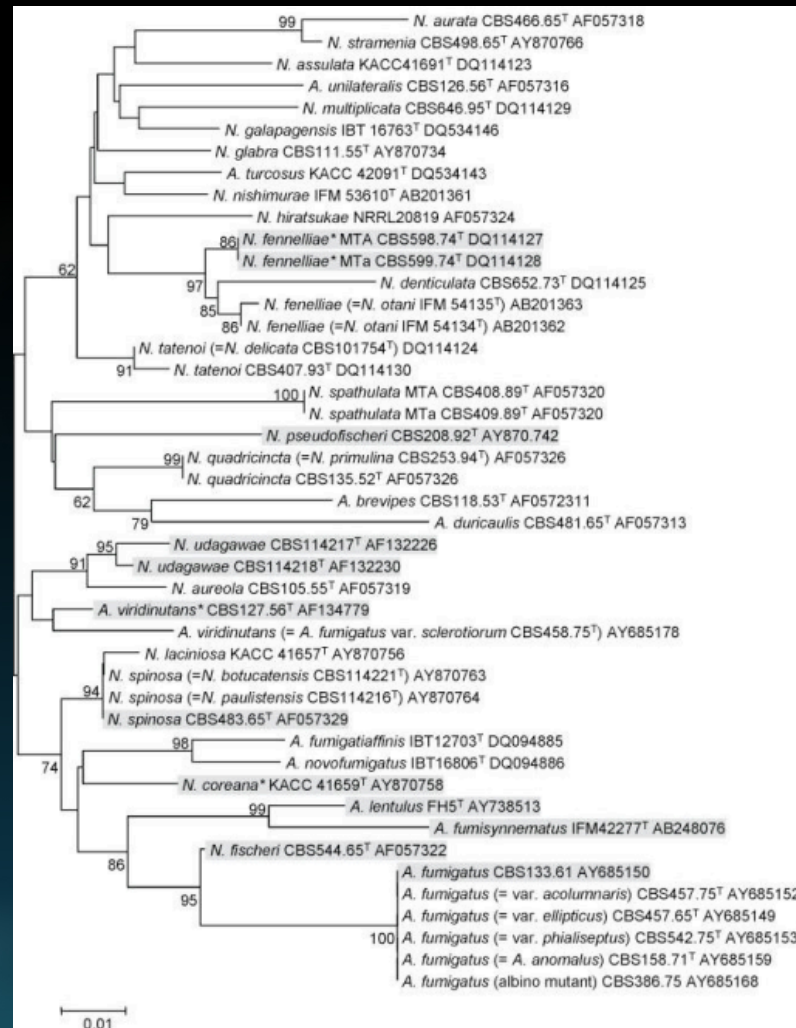 99 N. aurata CBS466.65ᵀ AF057318
N. stramenia CBS498.65ᵀ AY870766
N. assulata KACC41691ᵀ DQ114123
A. unilateralis CBS126.56ᵀ AF057316
N. multiplicata CBS646.95ᵀ DQ114129
N. galapagensis IBT 16763ᵀ DQ534146
N. glabra CBS111.55ᵀ AY870734
A. turcosus KACC 42091ᵀ DQ534143
N. nishimurae IFM 53610ᵀ AB201361
N. hiratsukae NRRL20819 AF057324
86 N. fennelliae* MTA CBS598.74ᵀ DQ114127
N. fennelliae* MTa CBS599.74ᵀ DQ114128
62
97 N. denticulata CBS652.73ᵀ DQ114125
85 N. fenelliae (=N. otani IFM 54135ᵀ) AB201363
86 N. fenelliae (=N. otani IFM 54134ᵀ) AB201362
N. tatenoi (=N. delicata CBS101754ᵀ) DQ114124
91 N. tatenoi CBS407.93ᵀ DQ114130
100 N. spathulata MTA CBS408.89ᵀ AF057320
N. spathulata MTa CBS409.89ᵀ AF057320
N. pseudofischeri CBS208.92ᵀ AY870.742
99 N. quadricincta (=N. primulina CBS253.94ᵀ) AF057326
N. quadricincta CBS135.52ᵀ AF057326
62 A. brevipes CBS118.53ᵀ AF0572311
79 A. duricaulis CBS481.65ᵀ AF057313
95 N. udagawae CBS114217ᵀ AF132226
91 N. udagawae CBS114218ᵀ AF132230
N. aureola CBS105.55ᵀ AF057319
A. viridinutans* CBS127.56ᵀ AF134779
A. viridinutans (= A. fumigatus var. sclerotiorum CBS458.75ᵀ) AY685178
N. laciniosa KACC 41657ᵀ AY870756
N. spinosa (=N. botucatensis CBS114221ᵀ) AY870763
94 N. spinosa (=N. paulistensis CBS114216ᵀ) AY870764
N. spinosa CBS483.65ᵀ AF057329
98 A. fumigatiaffinis IBT12703ᵀ DQ094885
74 A. novofumigatus IBT16806ᵀ DQ094886
N. coreana* KACC 41659ᵀ AY870758
99 A. lentulus FH5ᵀ AY738513
A. fumisynnematus IFM42277ᵀ AB248076
86 N. fischeri CBS544.65ᵀ AF057322
95 A. fumigatus CBS133.61 AY685150
A. fumigatus (= var. acolumnaris) CBS457.75ᵀ AY685152
A. fumigatus (= var. ellipticus) CBS457.65ᵀ AY685149
100 A. fumigatus (= var. phialiseptus) CBS542.75ᵀ AY685153
A. fumigatus (= A. anomalus) CBS158.71ᵀ AY685159
A. fumigatus (albino mutant) CBS386.75 AY685168
0.01